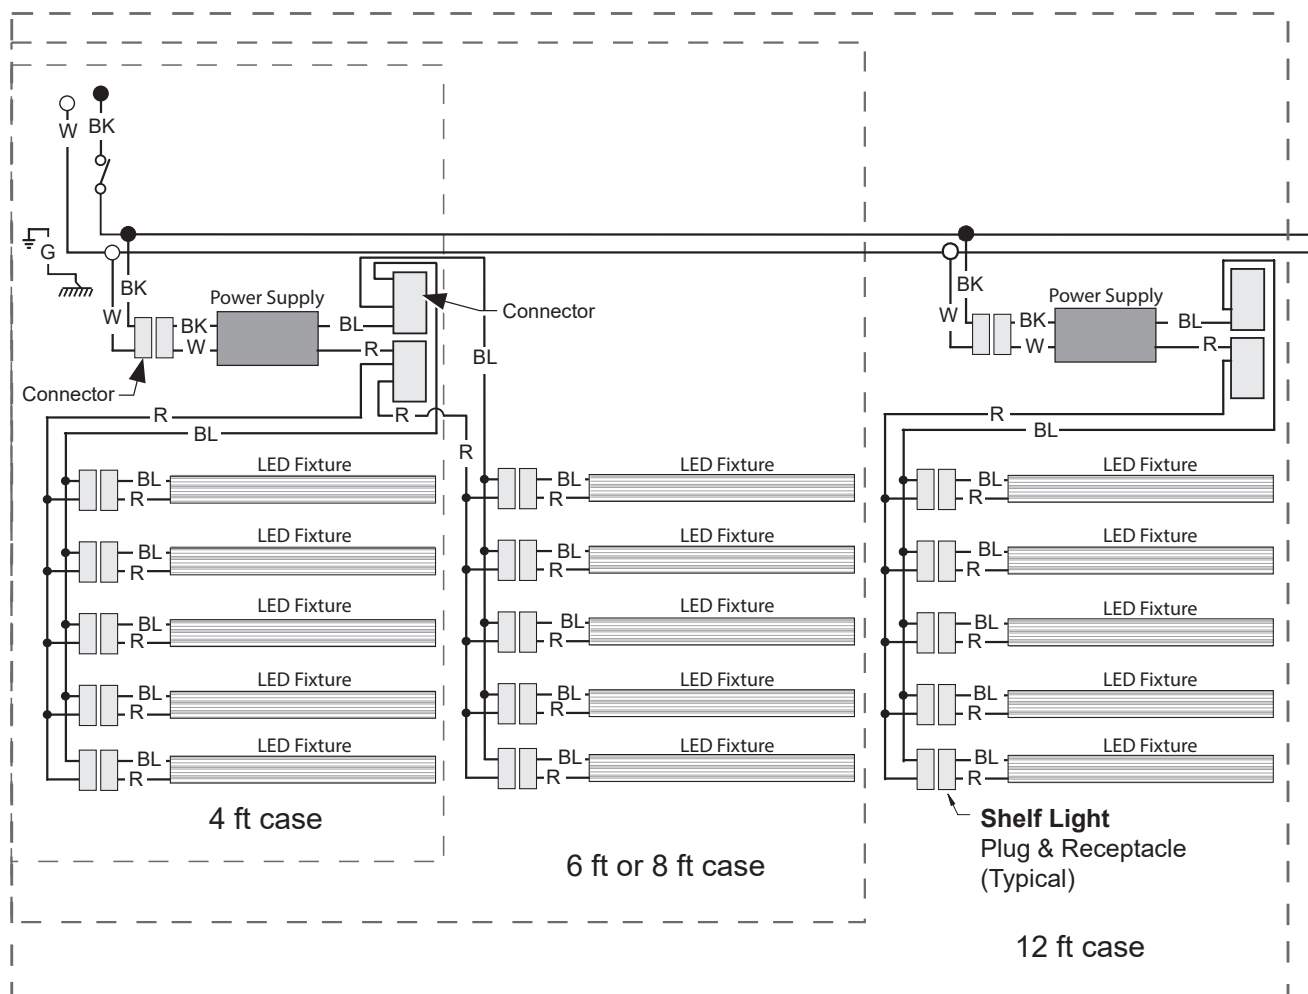 W BK
G
BK
BK
W
Power Supply
W
BK
W
BL
R
Connector
BL
Power Supply
W
BK
W
BL
R
Connector
R
BL
R
R
R
BL
LED Fixture
BL
R
LED Fixture
BL
R
LED Fixture
BL
R
LED Fixture
BL
R
LED Fixture
BL
R
LED Fixture
BL
R
LED Fixture
BL
R
LED Fixture
BL
R
LED Fixture
BL
R
LED Fixture
BL
R
LED Fixture
BL
R
LED Fixture
BL
R
LED Fixture
BL
R
LED Fixture
BL
R
LED Fixture
BL
R
4 ft case
6 ft or 8 ft case
Shelf Light
Plug & Receptacle
(Typical)
12 ft case